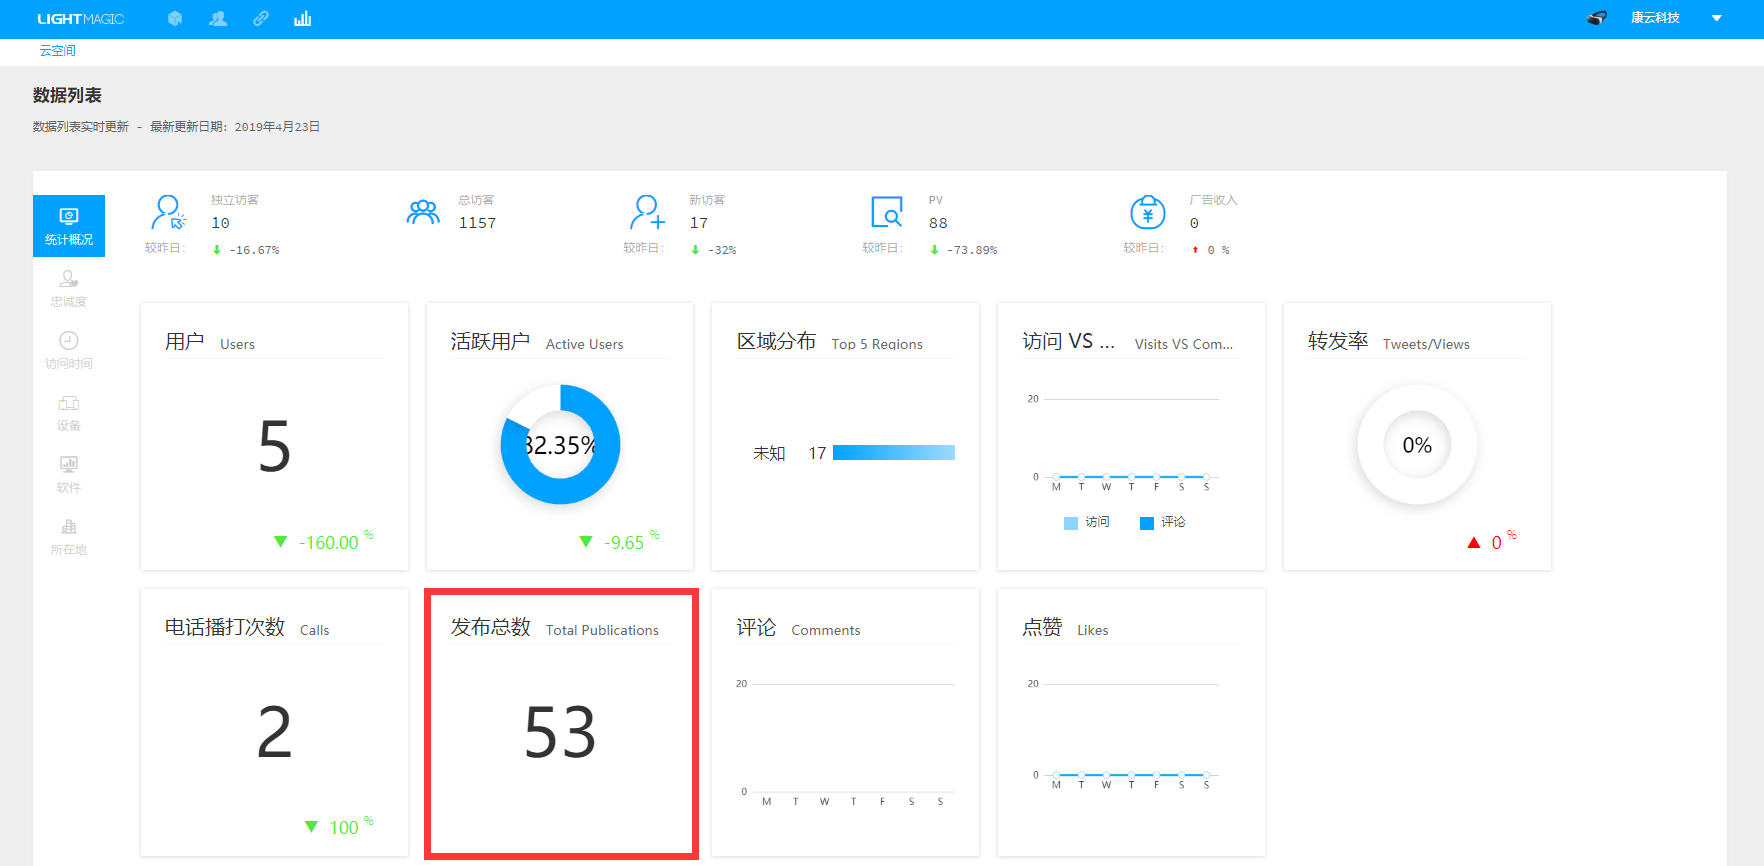 LIGHTMAGIC
康云科技
云空间
数据列表
数据列表实时更新 - 最新更新日期: 2019年4月23日
统计概况
忠诚度
访问时间
设备
软件
所在地
独立访客
10
较昨日: -16.67%
总访客
1157
新访客
17
较昨日: -32%
PV
88
较昨日: -73.89%
广告收入
0
较昨日: 0 %
用户 Users
5
-160.00 %
活跃用户 Active Users
82.35%
-9.65 %
区域分布 Top 5 Regions
未知 17
访问 VS ... Visits VS Com...
20
0
M T W T F S S
访问 评论
转发率 Tweets/Views
0%
0 %
电话播打次数 Calls
2
100 %
发布总数 Total Publications
53
评论 Comments
20
0
M T W T F S S
点赞 Likes
20
0
M T W T F S S